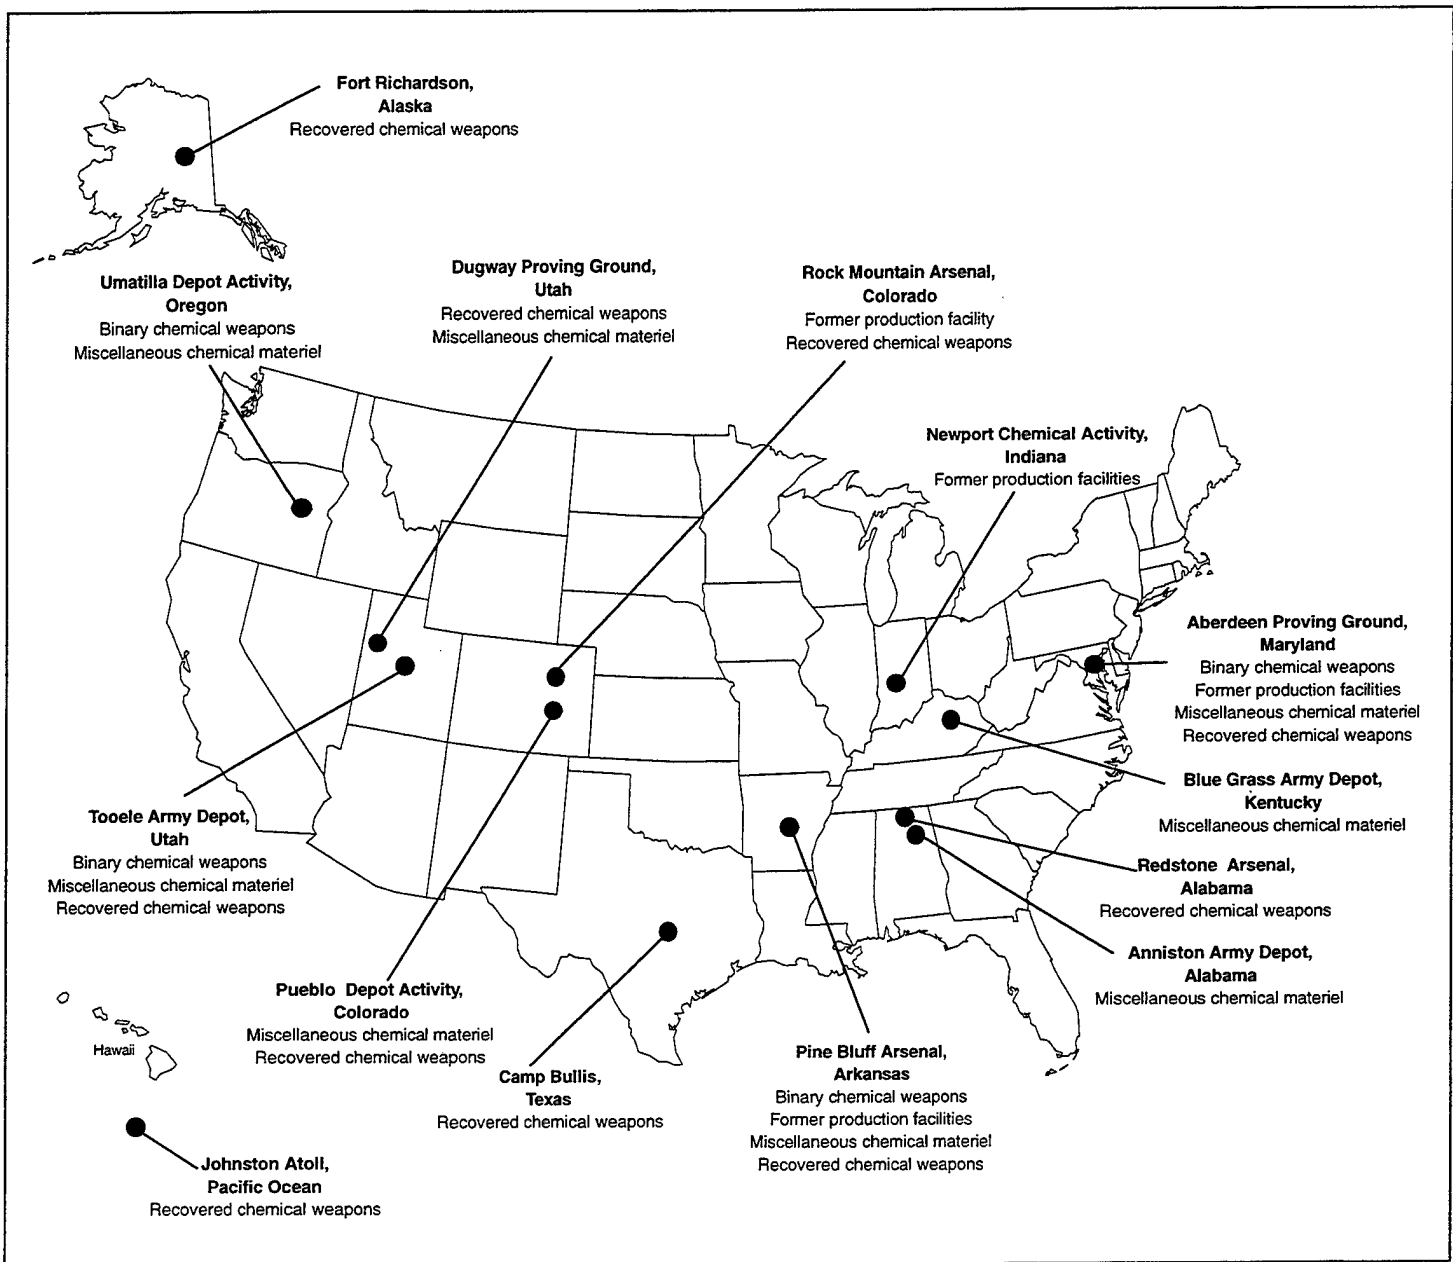 Fort Richardson,
Alaska
Recovered chemical weapons
Umatilla Depot Activity,
Oregon
Binary chemical weapons
Miscellaneous chemical materiel
Dugway Proving Ground,
Utah
Recovered chemical weapons
Miscellaneous chemical materiel
Rock Mountain Arsenal,
Colorado
Former production facility
Recovered chemical weapons
Newport Chemical Activity,
Indiana
Former production facilities
Aberdeen Proving Ground,
Maryland
Binary chemical weapons
Former production facilities
Miscellaneous chemical materiel
Recovered chemical weapons
Blue Grass Army Depot,
Kentucky
Miscellaneous chemical materiel
Tooele Army Depot,
Utah
Binary chemical weapons
Miscellaneous chemical materiel
Recovered chemical weapons
Redstone Arsenal,
Alabama
Recovered chemical weapons
Anniston Army Depot,
Alabama
Miscellaneous chemical materiel
Pueblo Depot Activity,
Colorado
Miscellaneous chemical materiel
Recovered chemical weapons
Camp Bullis,
Texas
Recovered chemical weapons
Pine Bluff Arsenal,
Arkansas
Binary chemical weapons
Former production facilities
Miscellaneous chemical materiel
Recovered chemical weapons
Hawaii
Johnston Atoll,
Pacific Ocean
Recovered chemical weapons